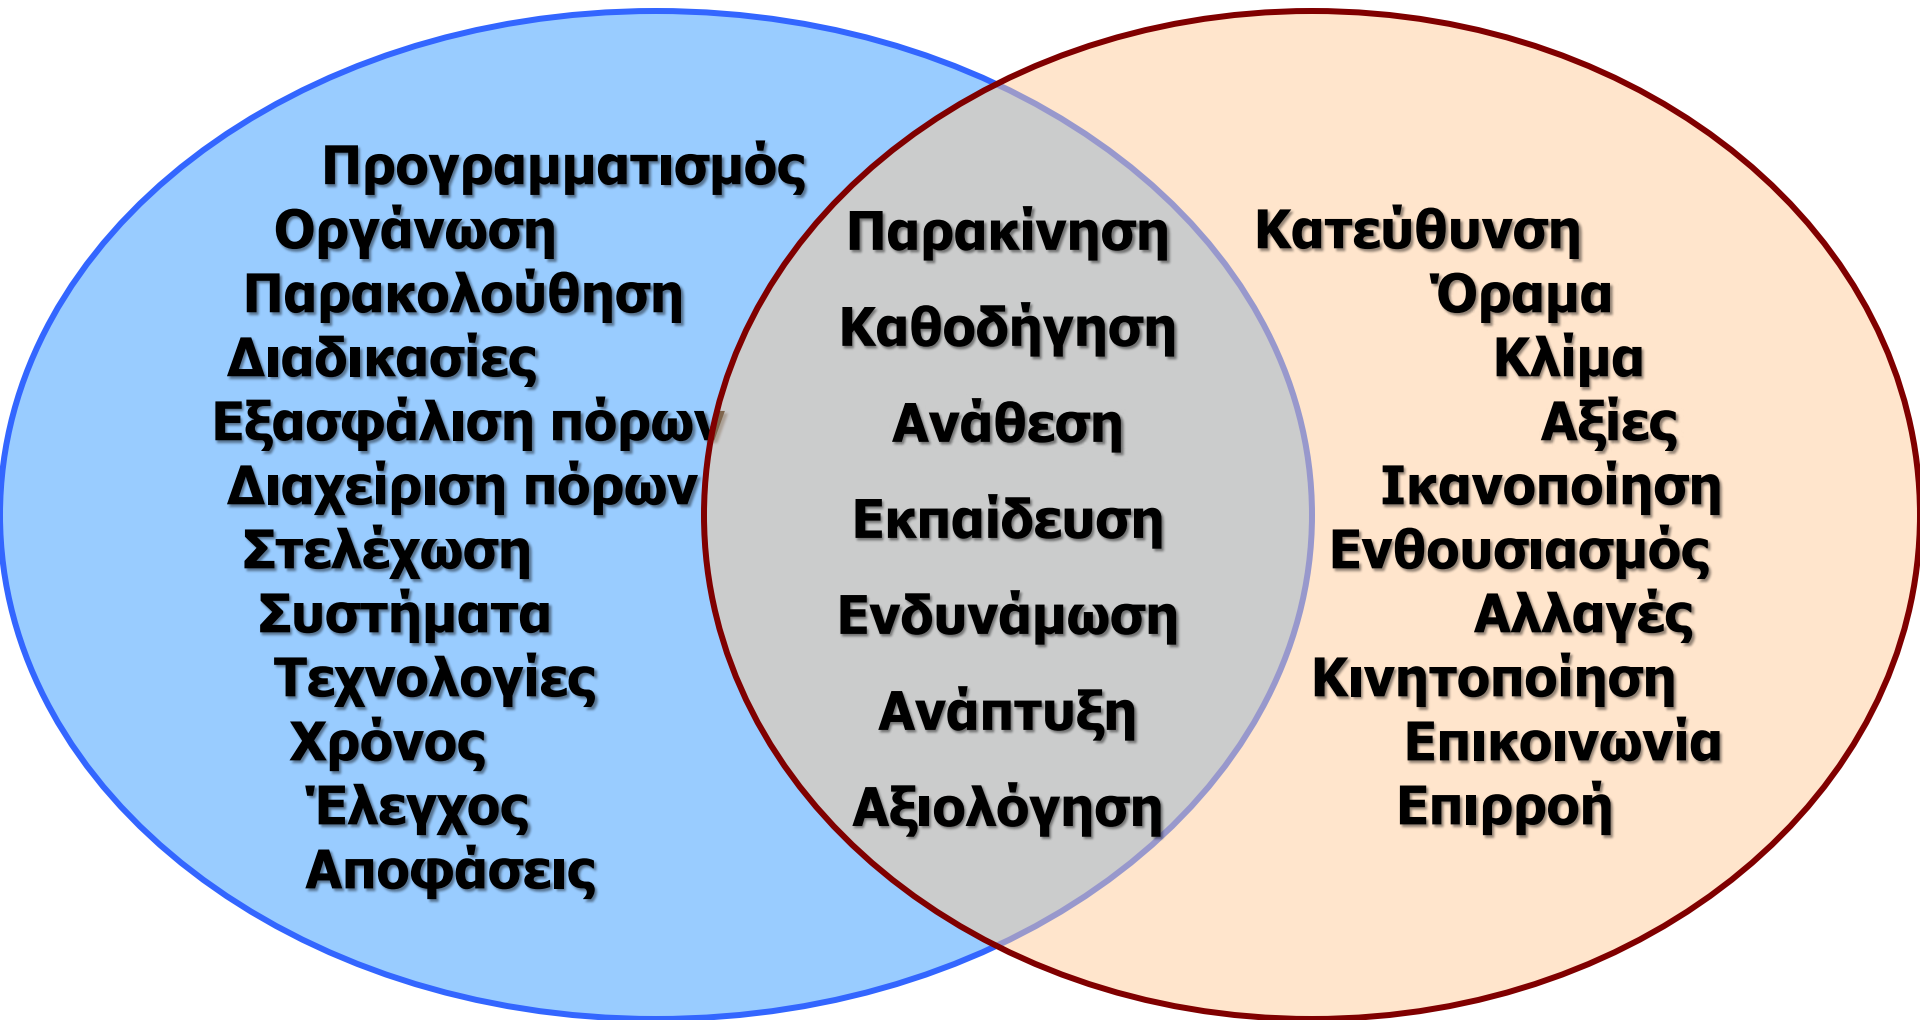 Προγραμματισμός
Οργάνωση
Παρακολούθηση
Διαδικασίες
Εξασφάλιση πόρων
Διαχείριση πόρων
Στελέχωση
Συστήματα
Τεχνολογίες
Χρόνος
Έλεγχος
Αποφάσεις
Παρακίνηση
Καθοδήγηση
Ανάθεση
Εκπαίδευση
Ενδυνάμωση
Ανάπτυξη
Αξιολόγηση
Κατεύθυνση
Όραμα
Κλίμα
Αξίες
Ικανοποίηση
Ενθουσιασμός
Αλλαγές
Κινητοποίηση
Επικοινωνία
Επιρροή